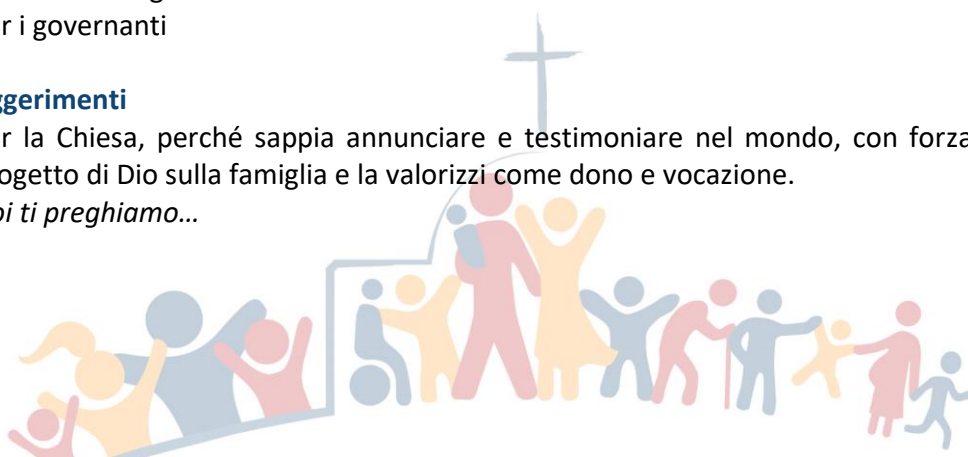 r i governanti
ggerimenti
r la Chiesa, perché sappia annunciare e testimoniare nel mondo, con forza
ogetto di Dio sulla famiglia e la valorizzi come dono e vocazione.
oi ti preghiamo…